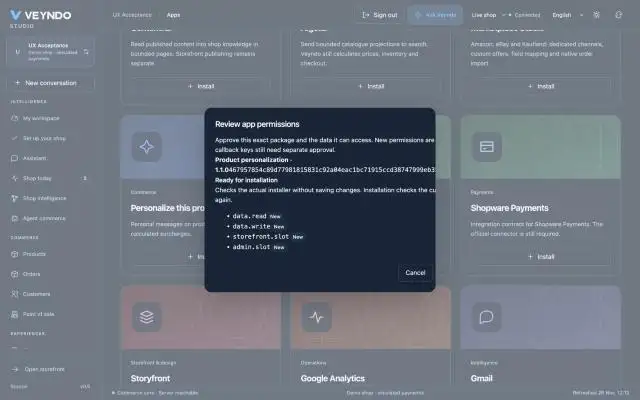 VEYNDO
STUDIO
UX Acceptance
Apps
Sign out
Ask Veyndo
Live shop
Connected
English
U
UX Acceptance
Demo shop · simulated payments
+ New conversation
INTELLIGENCE
My workspace
Set up your shop
Assistant
Shop today
Shop intelligence
Agent commerce
COMMERCE
Products
Orders
Customers
Point of sale
EXPERIENCES
Open storefront
v0.5
Read published content into shop knowledge in
bounded pages. Storefront publishing remains
separate.
+ Install
Send bounded catalogue projections to search.
Veyndo still calculates prices, inventory and
checkout.
+ Install
Amazon, eBay and Kaufland: dedicated channels,
custom offers, field mapping and native order
import
+ Install
Review app permissions
Approve this exact package and the data it can access. New permissions are
callback keys still need separate approval.
Product personalization ·
Ready for installation
Checks the actual installer without saving changes. Installation checks the cu
again.
• data.read New
• data.write New
• storefront.slot New
• admin.slot New
Cancel
Commerce
Personalize this pro
Personal messages on pro
calculated surcharges.
Payments
Shopware Payments
Integration contract for Shopware Payments. The
official connector is still required.
+ Install
Storefront & design
Storefront
Operations
Google Analytics
Intelligence
Gmail
Commerce core · Server reachable
Demo shop · simulated payments